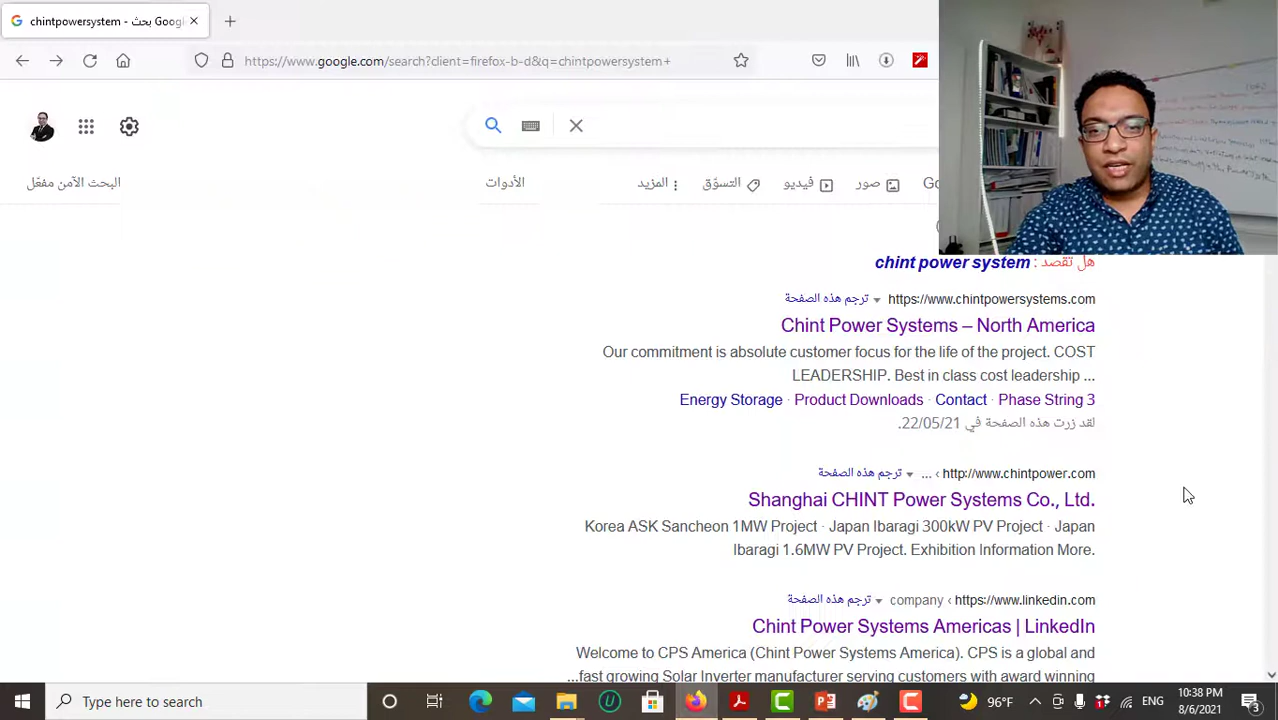 chintpowersystem - بحث Googl
https://www.google.com/search?client=firefox-b-d&q=chintpowersystem+
البحث الآمن مفعّل
الأدوات
المزيد
التسوّق
فيديو
صور
هل تقصد : chint power system
https://www.chintpowersystems.com ترجم هذه الصفحة
Chint Power Systems – North America
Our commitment is absolute customer focus for the life of the project. COST
LEADERSHIP. Best in class cost leadership ...
Energy Storage · Product Downloads · Contact · Phase String 3
لقد زرت هذه الصفحة في 22/05/21.
http://www.chintpower.com › ... ترجم هذه الصفحة
Shanghai CHINT Power Systems Co., Ltd.
Korea ASK Sancheon 1MW Project · Japan Ibaragi 300kW PV Project · Japan
Ibaragi 1.6MW PV Project. Exhibition Information More.
https://www.linkedin.com › company ترجم هذه الصفحة
Chint Power Systems Americas | LinkedIn
Welcome to CPS America (Chint Power Systems America). CPS is a global and
...fast growing Solar Inverter manufacturer serving customers with award winning
Type here to search
96°F
ENG
10:38 PM
8/6/2021
3